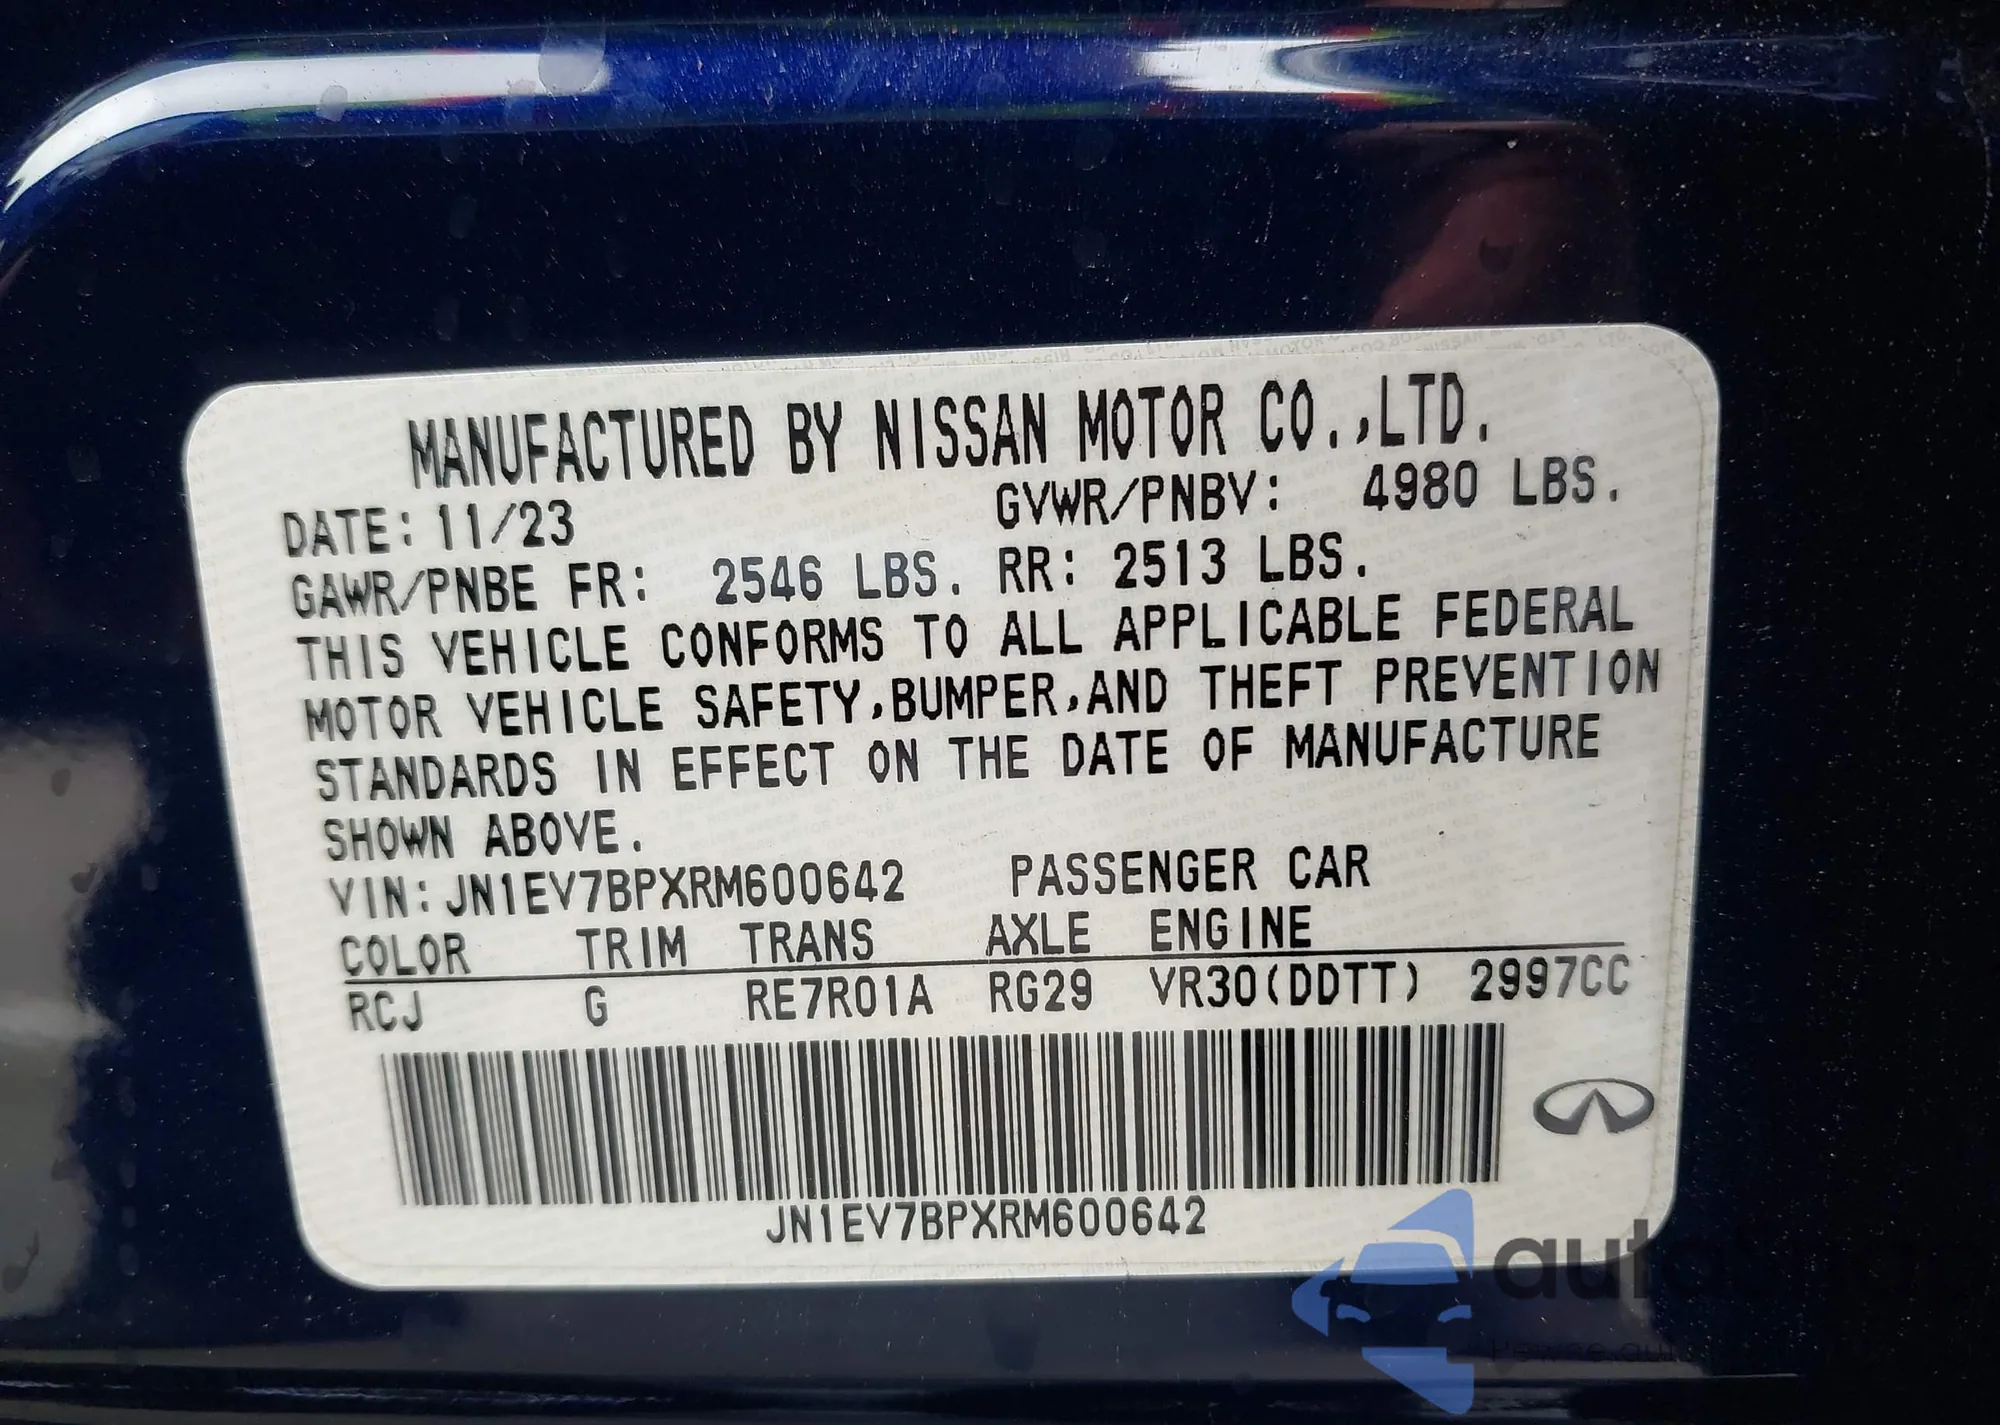 MANUFACTURED BY NISSAN MOTOR CO.,LTD.
DATE: 11/23 GVWR/PNBV: 4980 LBS.
GAWR/PNBE FR: 2546 LBS. RR: 2513 LBS.
THIS VEHICLE CONFORMS TO ALL APPLICABLE FEDERAL
MOTOR VEHICLE SAFETY,BUMPER,AND THEFT PREVENTION
STANDARDS IN EFFECT ON THE DATE OF MANUFACTURE
SHOWN ABOVE.
VIN: JN1EV7BPXRM600642 PASSENGER CAR
COLOR TRIM TRANS AXLE ENGINE
RCJ G RE7R01A RG29 VR30(DDTT) 2997CC
JN1EV7BPXRM600642